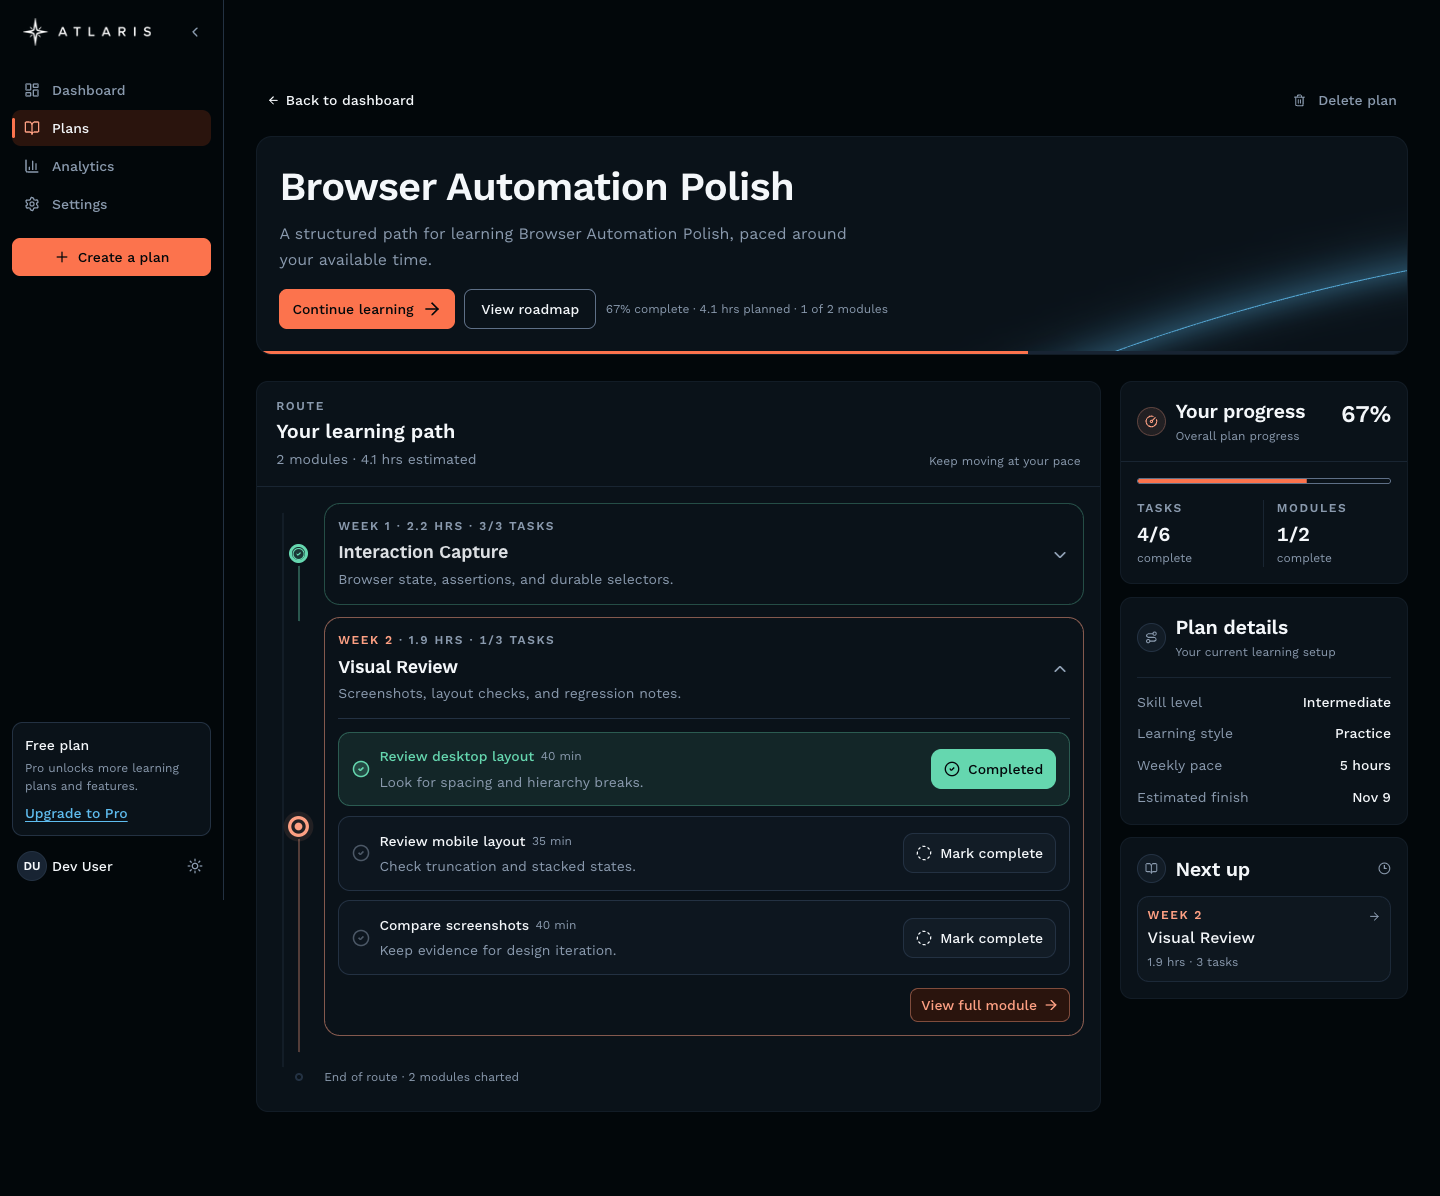 ATLARIS
Dashboard
Plans
Analytics
Settings
Create a plan
Free plan
Pro unlocks more learning
plans and features.
Upgrade to Pro
DU Dev User
Back to dashboard
Delete plan
Browser Automation Polish
A structured path for learning Browser Automation Polish, paced around
your available time.
Continue learning
View roadmap
67% complete · 4.1 hrs planned · 1 of 2 modules
ROUTE
Your learning path
2 modules · 4.1 hrs estimated
Keep moving at your pace
WEEK 1 · 2.2 HRS · 3/3 TASKS
Interaction Capture
Browser state, assertions, and durable selectors.
WEEK 2 · 1.9 HRS · 1/3 TASKS
Visual Review
Screenshots, layout checks, and regression notes.
Review desktop layout 40 min
Look for spacing and hierarchy breaks.
Completed
Review mobile layout 35 min
Check truncation and stacked states.
Mark complete
Compare screenshots 40 min
Keep evidence for design iteration.
Mark complete
View full module
End of route · 2 modules charted
Your progress 67%
Overall plan progress
TASKS
4/6
complete
MODULES
1/2
complete
Plan details
Your current learning setup
Skill level Intermediate
Learning style Practice
Weekly pace 5 hours
Estimated finish Nov 9
Next up
WEEK 2
Visual Review
1.9 hrs · 3 tasks